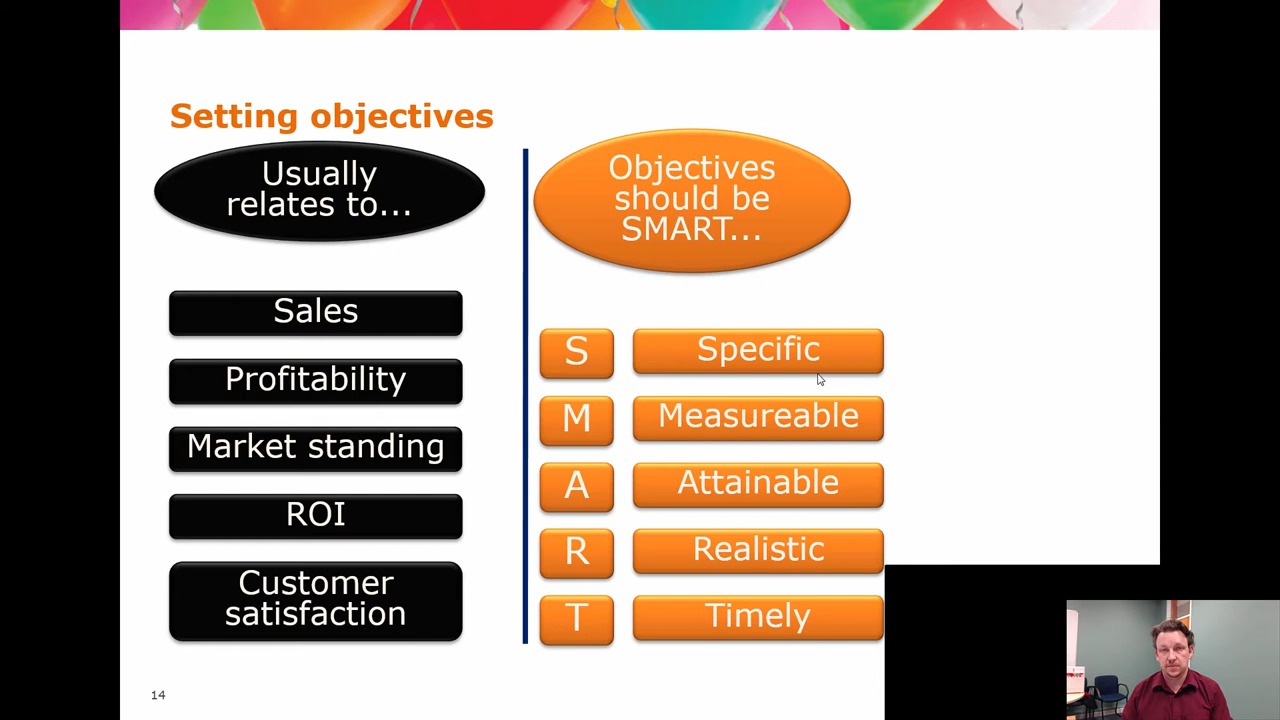 Setting objectives
Usually
relates to...
Sales
Profitability
Market standing
ROI
Customer
satisfaction
Objectives
should be
SMART...
S Specific
M Measureable
A Attainable
R Realistic
T Timely
14